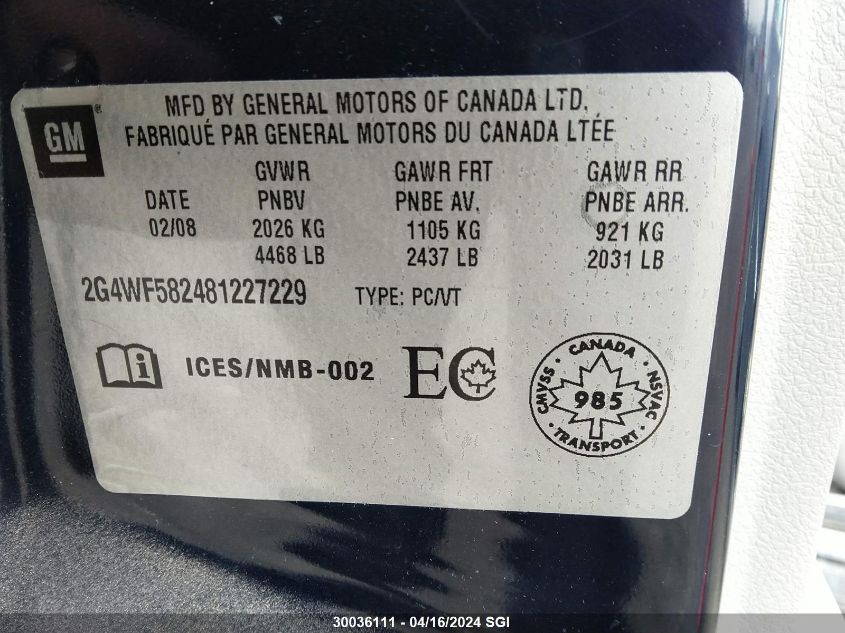 MFD BY GENERAL MOTORS OF CANADA LTD.
GM®
FABRIQUÉ PAR GENERAL MOTORS DU CANADA LTÉE
GVWR GAWR FRT GAWR RR
DATE PNBV PNBE AV. PNBE ARR.
02/08 2026 KG 1105 KG 921 KG
4468 LB 2437 LB 2031 LB
2G4WF582481227229 TYPE: PC/VT
i ICES/NMB-002 EC
CANADA
CMVSS 985 NSVAC
TRANSPORT
30036111 - 04/16/2024 SGI